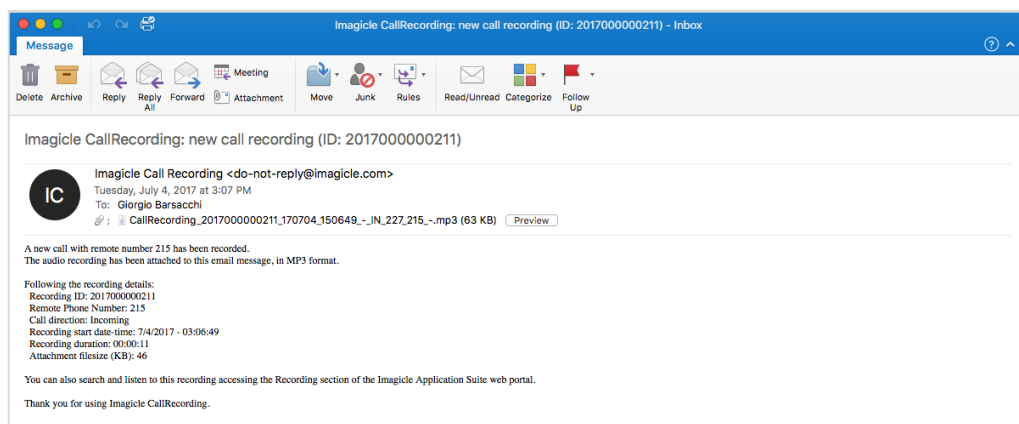 Imagicle CallRecording: new call recording (ID: 2017000000211) - Inbox
Message
?
Delete Archive Reply Reply All Forward Meeting Attachment Move Junk Rules Read/Unread Categorize Follow Up
Imagicle CallRecording: new call recording (ID: 2017000000211)
IC
Imagicle Call Recording <do-not-reply@imagicle.com>
Tuesday, July 4, 2017 at 3:07 PM
To: Giorgio Barsacchi
: CallRecording_2017000000211_170704_150649_-_IN_227_215_-.mp3 (63 KB) Preview
A new call with remote number 215 has been recorded.
The audio recording has been attached to this email message, in MP3 format.
Following the recording details:
Recording ID: 2017000000211
Remote Phone Number: 215
Call direction: Incoming
Recording start date-time: 7/4/2017 - 03:06:49
Recording duration: 00:00:11
Attachment filesize (KB): 46
You can also search and listen to this recording accessing the Recording section of the Imagicle Application Suite web portal.
Thank you for using Imagicle CallRecording.